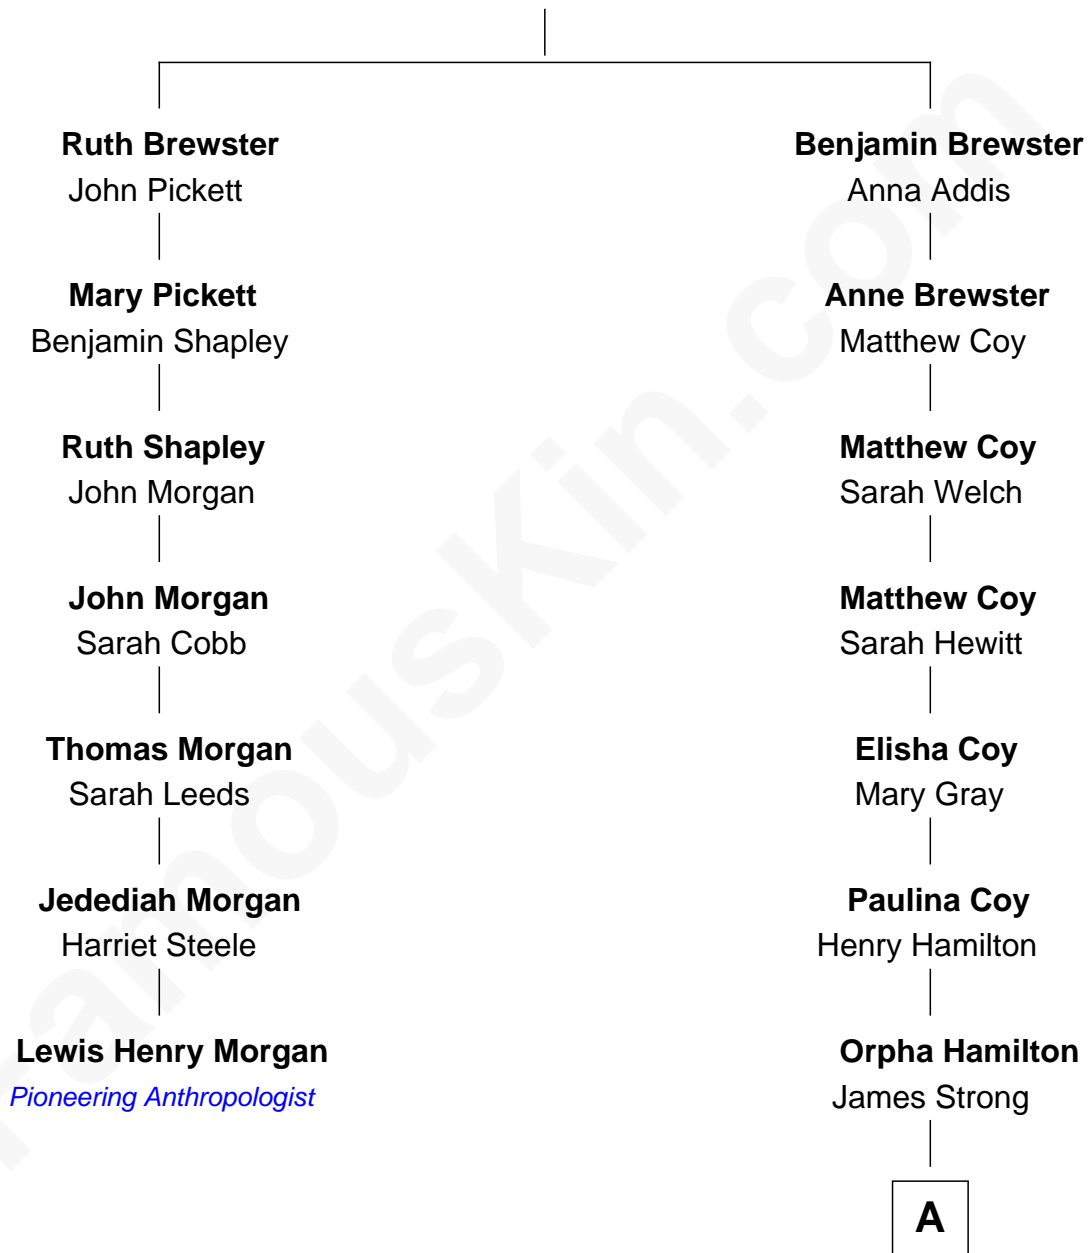 Ruth Brewster
John Pickett
Mary Pickett
Benjamin Shapley
Ruth Shapley
John Morgan
John Morgan
Sarah Cobb
Thomas Morgan
Sarah Leeds
Jedediah Morgan
Harriet Steele
Lewis Henry Morgan
Pioneering Anthropologist
Benjamin Brewster
Anna Addis
Anne Brewster
Matthew Coy
Matthew Coy
Sarah Welch
Matthew Coy
Sarah Hewitt
Elisha Coy
Mary Gray
Paulina Coy
Henry Hamilton
Orpha Hamilton
James Strong
A
FamousKin.com